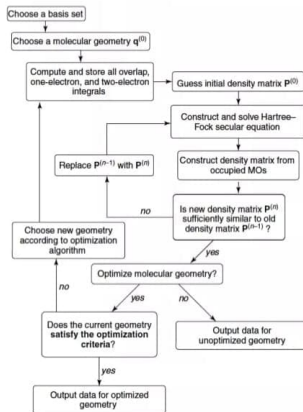 Choose a basis set
Choose a molecular geometry q(0)
Compute and store all overlap,
one-electron, and two-electron
integrals
Guess initial density matrix P(0)
Construct and solve Hartree–
Fock secular equation
Replace P(n–1) with P(n)
Construct density matrix from
occupied MOs
no
Is new density matrix P(n)
sufficiently similar to old
density matrix P(n–1) ?
Choose new geometry
according to optimization
algorithm
yes
Optimize molecular geometry?
no
yes
no
Does the current geometry
satisfy the optimization
criteria?
Output data for
unoptimized geometry
yes
Output data for optimized
geometry